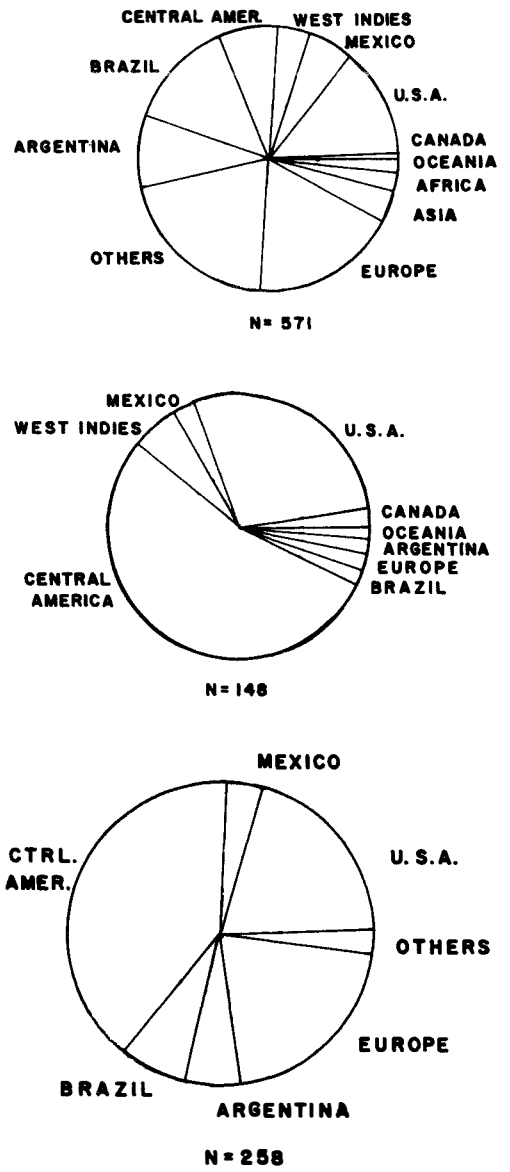 CENTRAL AMER.
WEST INDIES
MEXICO
BRAZIL
U.S.A.
ARGENTINA
CANADA
OCEANIA
AFRICA
ASIA
OTHERS
EUROPE
N= 571
MEXICO
WEST INDIES
U.S.A.
CANADA
OCEANIA
ARGENTINA
EUROPE
BRAZIL
CENTRAL
AMERICA
N= 148
MEXICO
CTRL.
AMER.
U.S.A.
OTHERS
EUROPE
BRAZIL
ARGENTINA
N= 258